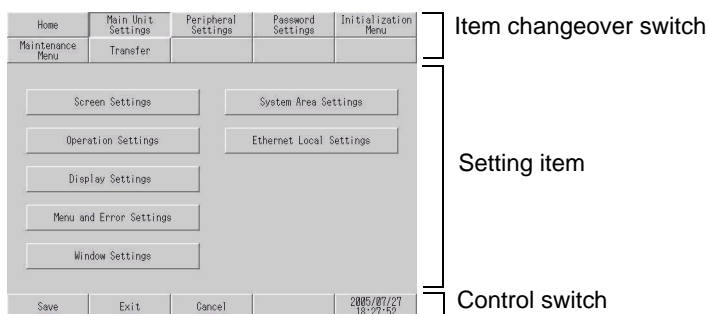 Home
Main Unit Settings
Peripheral Settings
Password Settings
Initialization Menu
Item changeover switch
Maintenance Menu
Transfer
Screen Settings
System Area Settings
Operation Settings
Ethernet Local Settings
Display Settings
Setting item
Menu and Error Settings
Window Settings
Save
Exit
Cancel
2005/07/27
18:27:52
Control switch